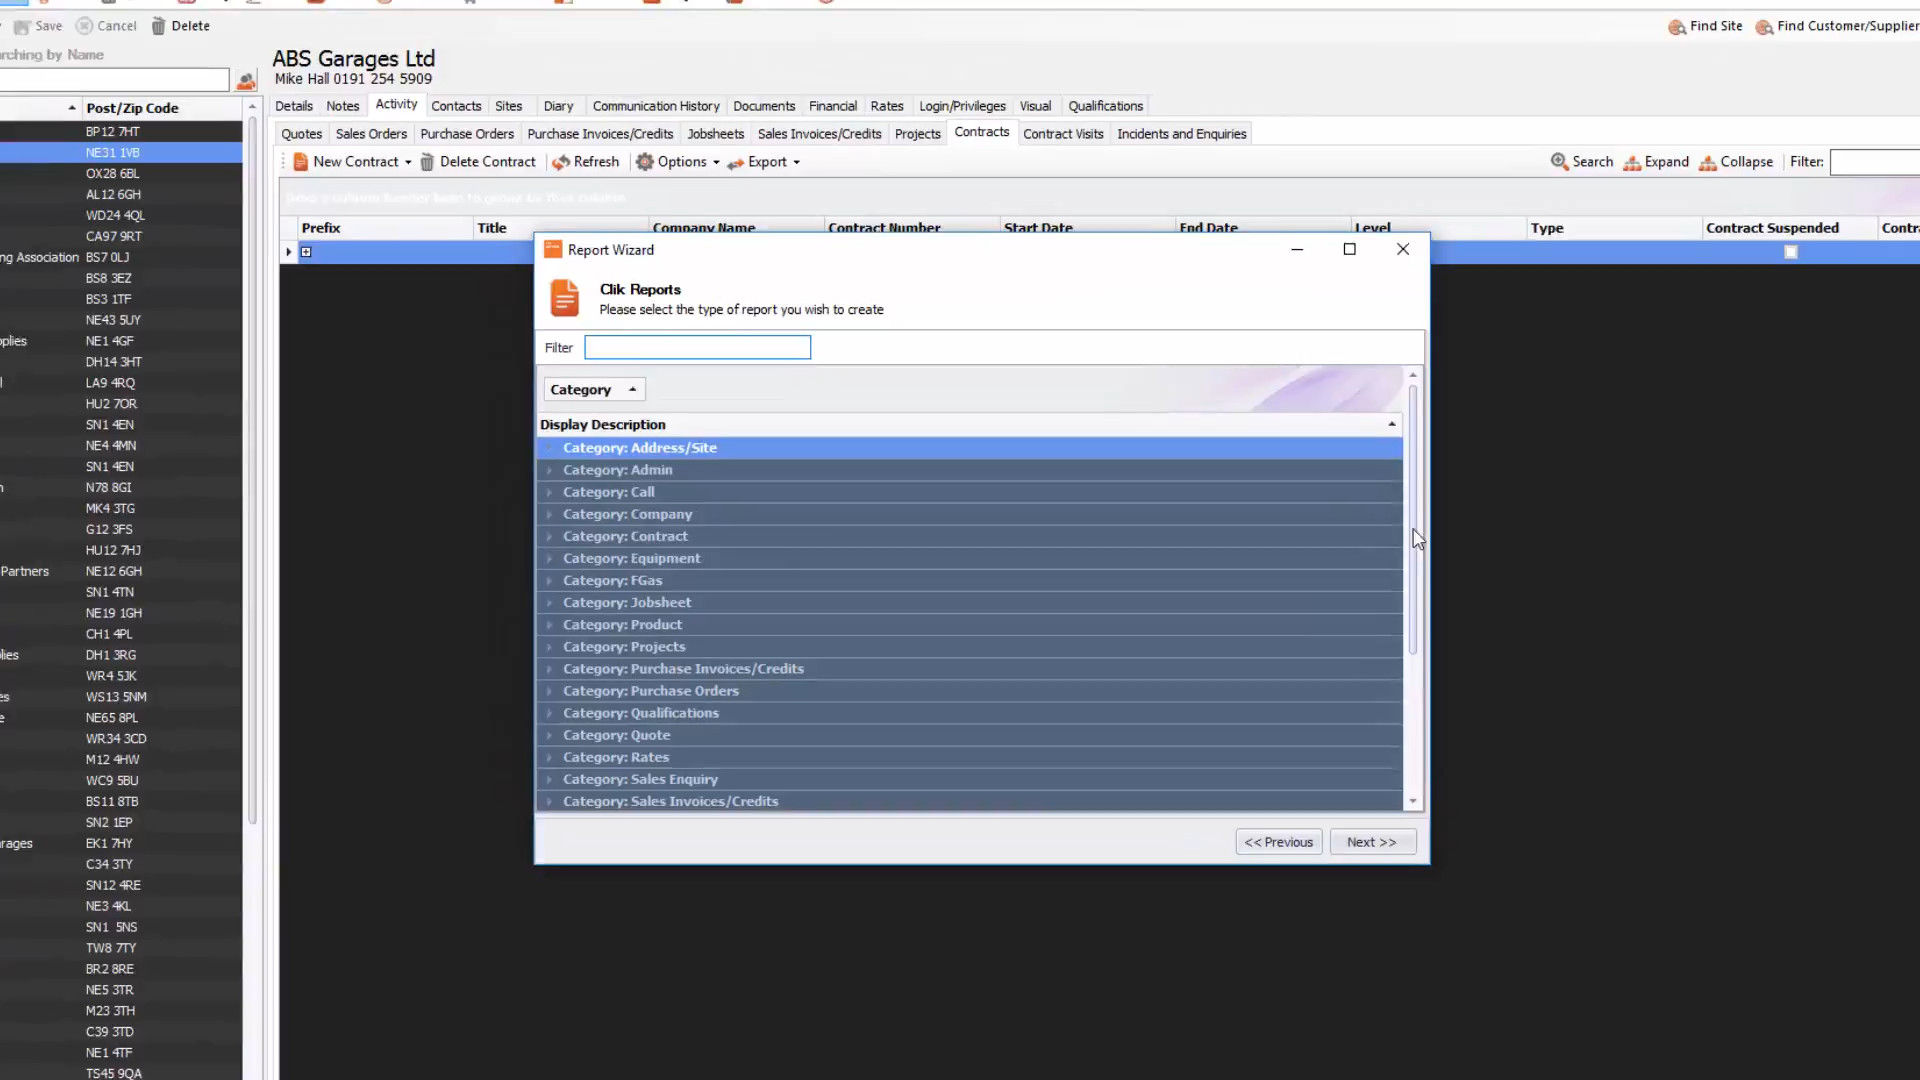 Save Cancel Delete Find Site Find Customer/Supplier
rching by Name
Post/Zip Code
BP12 7HT
NE31 1VB
OX28 6BL
AL12 6GH
WD24 4QL
CA97 9RT
ng Association BS7 0LJ
BS8 3EZ
BS3 1TF
NE43 5UY
plies NE1 4GF
DH14 3HT
l LA9 4RQ
HU2 7OR
SN1 4EN
NE4 4MN
SN1 4EN
n N78 8GI
MK4 3TG
G12 3FS
HU12 7HJ
Partners NE12 6GH
SN1 4TN
NE19 1GH
CH1 4PL
lies DH1 3RG
WR4 5JK
es WS13 5NM
e NE65 8PL
WR34 3CD
M12 4HW
WC9 5BU
BS11 8TB
SN2 1EP
arages EK1 7HY
C34 3TY
SN12 4RE
NE3 4KL
SN1 5NS
TW8 7TY
BR2 8RE
NE5 3TR
M23 3TH
C39 3TD
NE1 4TF
TS45 9QA
ABS Garages Ltd
Mike Hall 0191 254 5909
Details Notes Activity Contacts Sites Diary Communication History Documents Financial Rates Login/Privileges Visual Qualifications
Quotes Sales Orders Purchase Orders Purchase Invoices/Credits Jobsheets Sales Invoices/Credits Projects Contracts Contract Visits Incidents and Enquiries
New Contract Delete Contract Refresh Options Export Search Expand Collapse Filter:
Prefix Title Company Name Contract Number Start Date End Date Level Type Contract Suspended Contra
Report Wizard
Clik Reports
Please select the type of report you wish to create
Filter
Category
Display Description
Category: Address/Site
Category: Admin
Category: Call
Category: Company
Category: Contract
Category: Equipment
Category: FGas
Category: Jobsheet
Category: Product
Category: Projects
Category: Purchase Invoices/Credits
Category: Purchase Orders
Category: Qualifications
Category: Quote
Category: Rates
Category: Sales Enquiry
Category: Sales Invoices/Credits
<< Previous Next >>